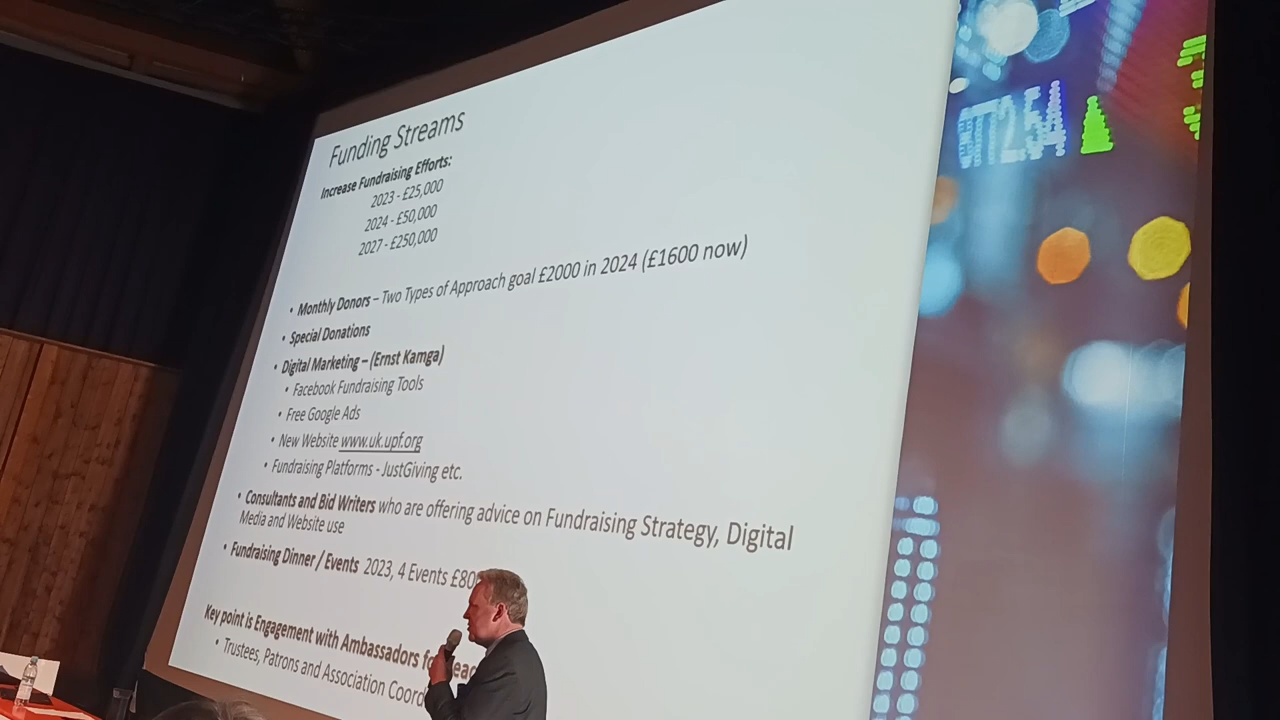 Funding Streams
Increase Fundraising Efforts:
2023 - £25,000
2024 - £50,000
2027 - £250,000
• Monthly Donors – Two Types of Approach goal £2000 in 2024 (£1600 now)
• Special Donations
• Digital Marketing – (Ernst Kamga)
• Facebook Fundraising Tools
• Free Google Ads
• New Website www.uk.upf.org
• Fundraising Platforms - JustGiving etc.
• Consultants and Bid Writers who are offering advice on Fundraising Strategy, Digital
Media and Website use
• Fundraising Dinner / Events 2023, 4 Events
Key point is Engagement with Ambassadors
• Trustees, Patrons and Association